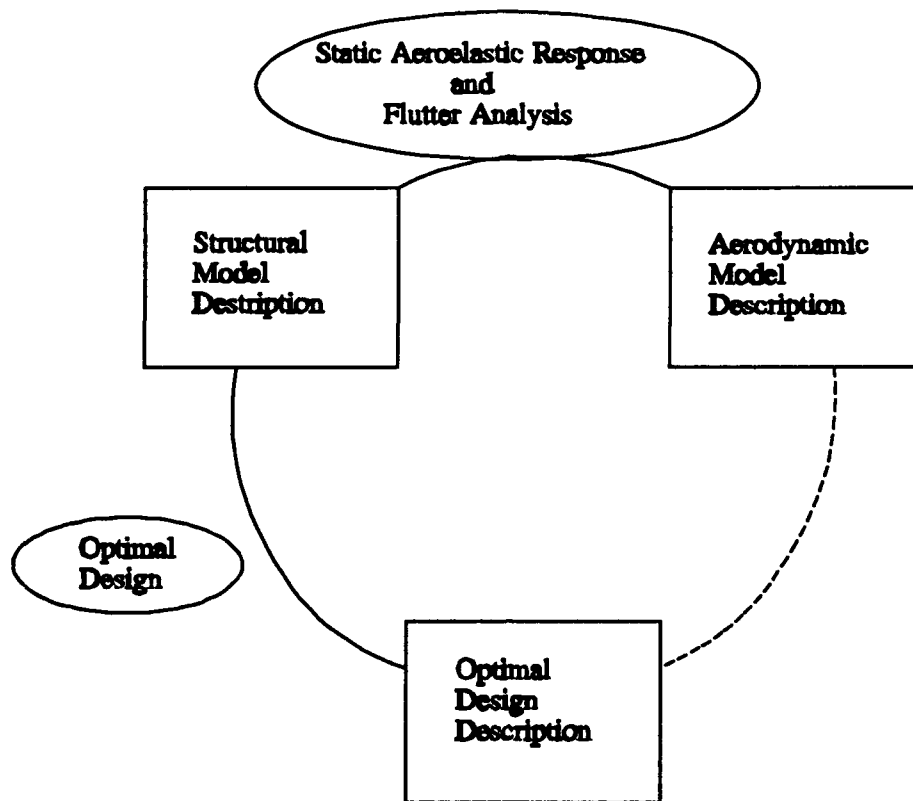 Static Aeroelastic Response
and
Flutter Analysis
Structural
Model
Destription
Aerodynamic
Model
Description
Optimal
Design
Optimal
Design
Description